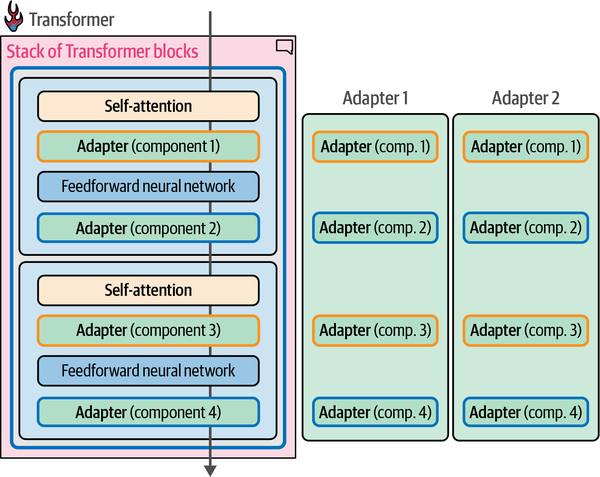 Transformer
Stack of Transformer blocks
Self-attention
Adapter (component 1)
Feedforward neural network
Adapter (component 2)
Self-attention
Adapter (component 3)
Feedforward neural network
Adapter (component 4)
Adapter 1
Adapter (comp. 1)
Adapter (comp. 2)
Adapter (comp. 3)
Adapter (comp. 4)
Adapter 2
Adapter (comp. 1)
Adapter (comp. 2)
Adapter (comp. 3)
Adapter (comp. 4)